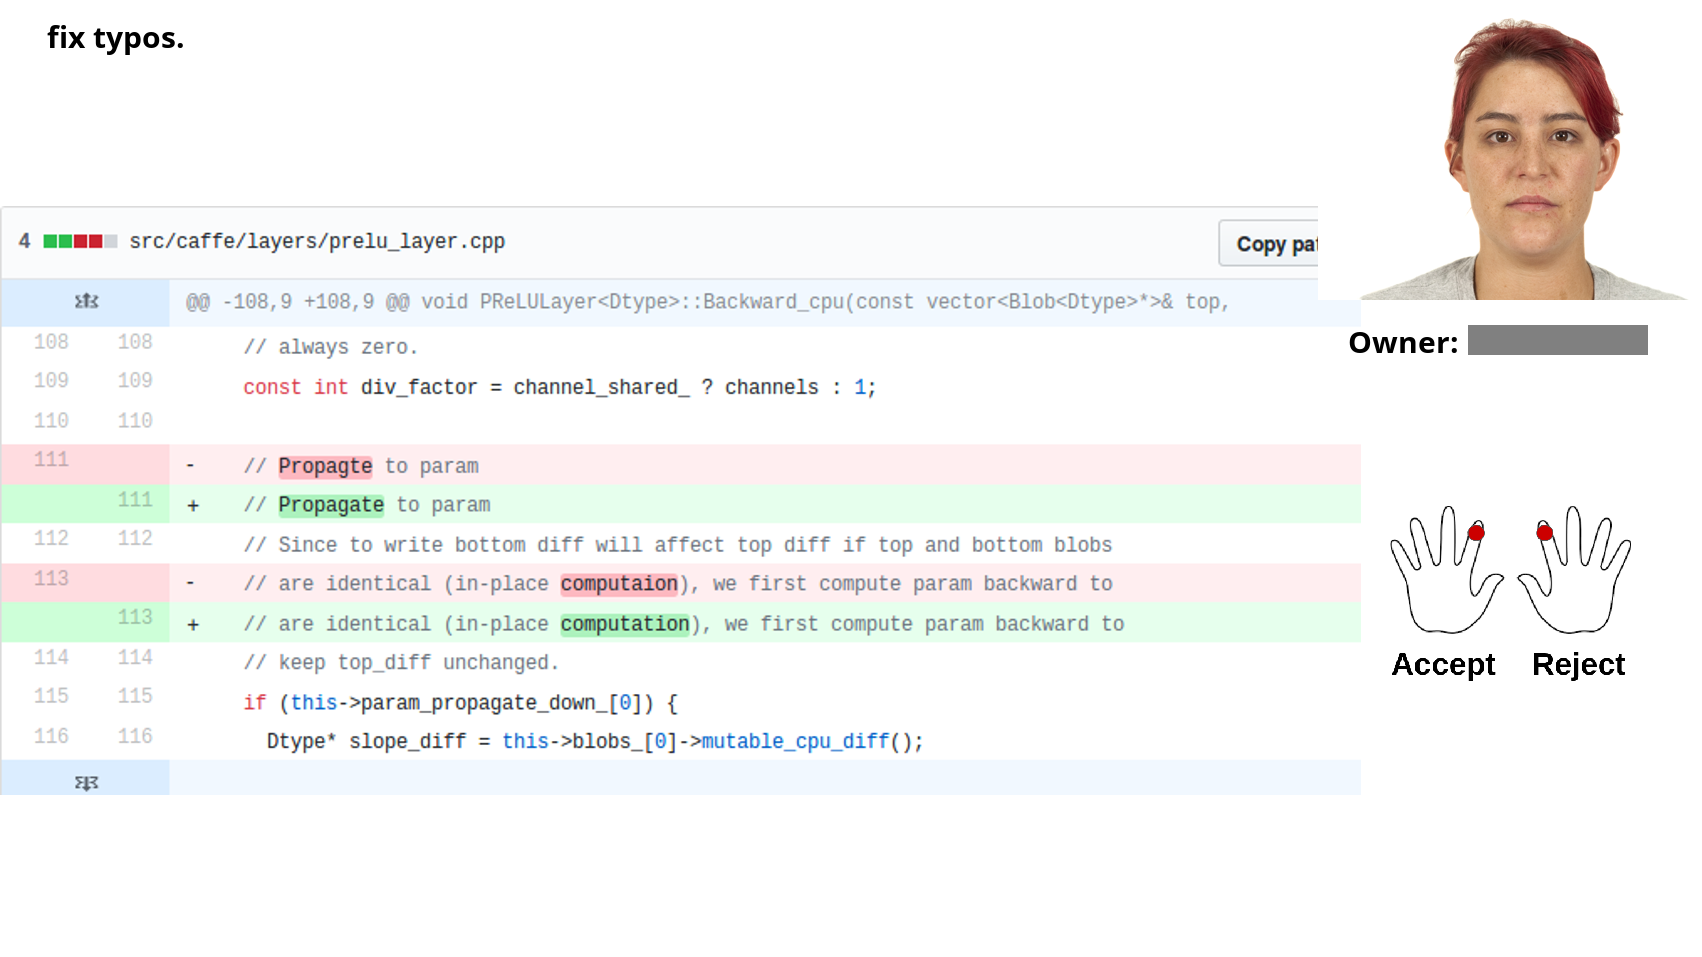 fix typos.
4 src/caffe/layers/prelu_layer.cpp
Copy
@@ -108,9 +108,9 @@ void PReLULayer<Dtype>::Backward_cpu(const vector<Blob<Dtype>*>& top,
108 108 // always zero.
109 109 const int div_factor = channel_shared_ ? channels : 1;
110 110
111 - // Propagte to param
111 + // Propagate to param
112 112 // Since to write bottom diff will affect top diff if top and bottom blobs
113 - // are identical (in-place computaion), we first compute param backward to
113 + // are identical (in-place computation), we first compute param backward to
114 114 // keep top_diff unchanged.
115 115 if (this->param_propagate_down_[0]) {
116 116 Dtype* slope_diff = this->blobs_[0]->mutable_cpu_diff();
Owner:
Accept Reject